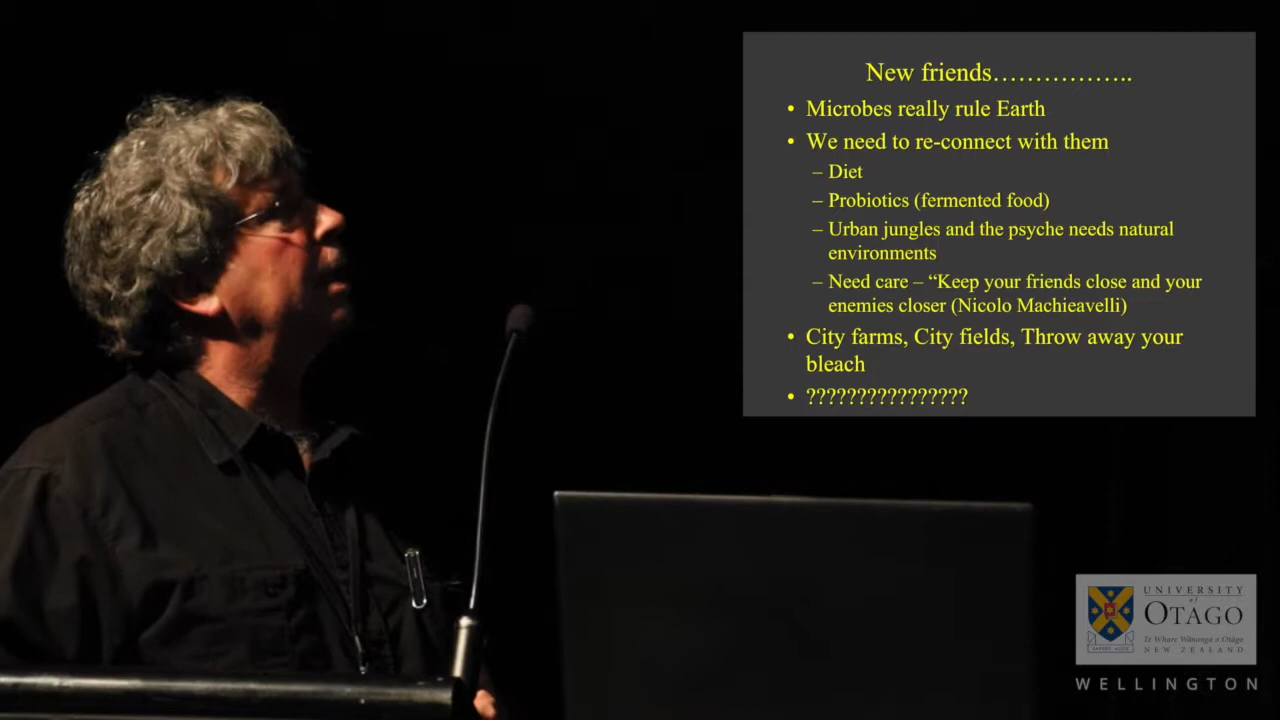 New friends……………..
• Microbes really rule Earth
• We need to re-connect with them
– Diet
– Probiotics (fermented food)
– Urban jungles and the psyche needs natural
environments
– Need care – “Keep your friends close and your
enemies closer (Nicolo Machieavelli)
• City farms, City fields, Throw away your
bleach
• ????????????????
UNIVERSITY
of
OTAGO
Te Whare Wānanga o Otāgo
NEW ZEALAND
SAPERE AUDE
WELLINGTON